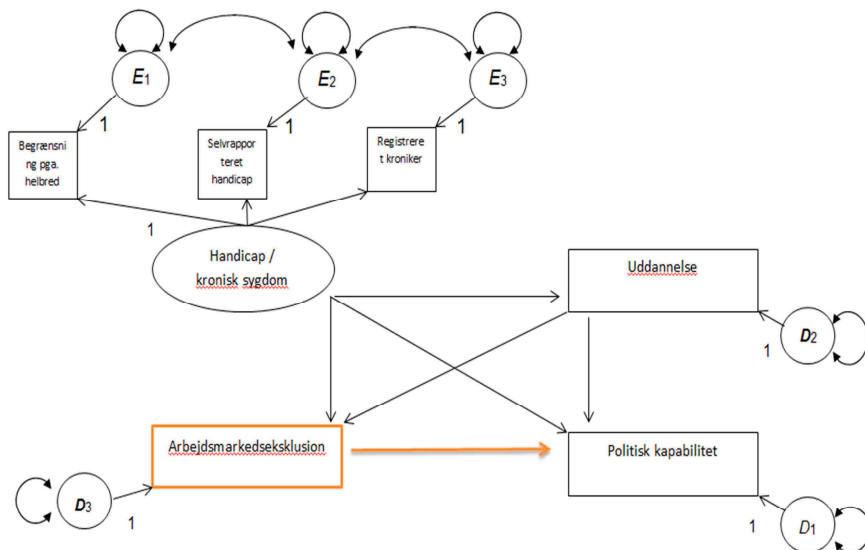 E1
E2
E3
1
1
1
Begrænsni
ng pga.
helbred
Selvrappor
teret
handicap
Registrere
t kroniker
1
Handicap /
kronisk sygdom
Uddannelse
D2
1
Arbejdsmarkedseksklusion
Politisk kapabilitet
D3
1
1
D1